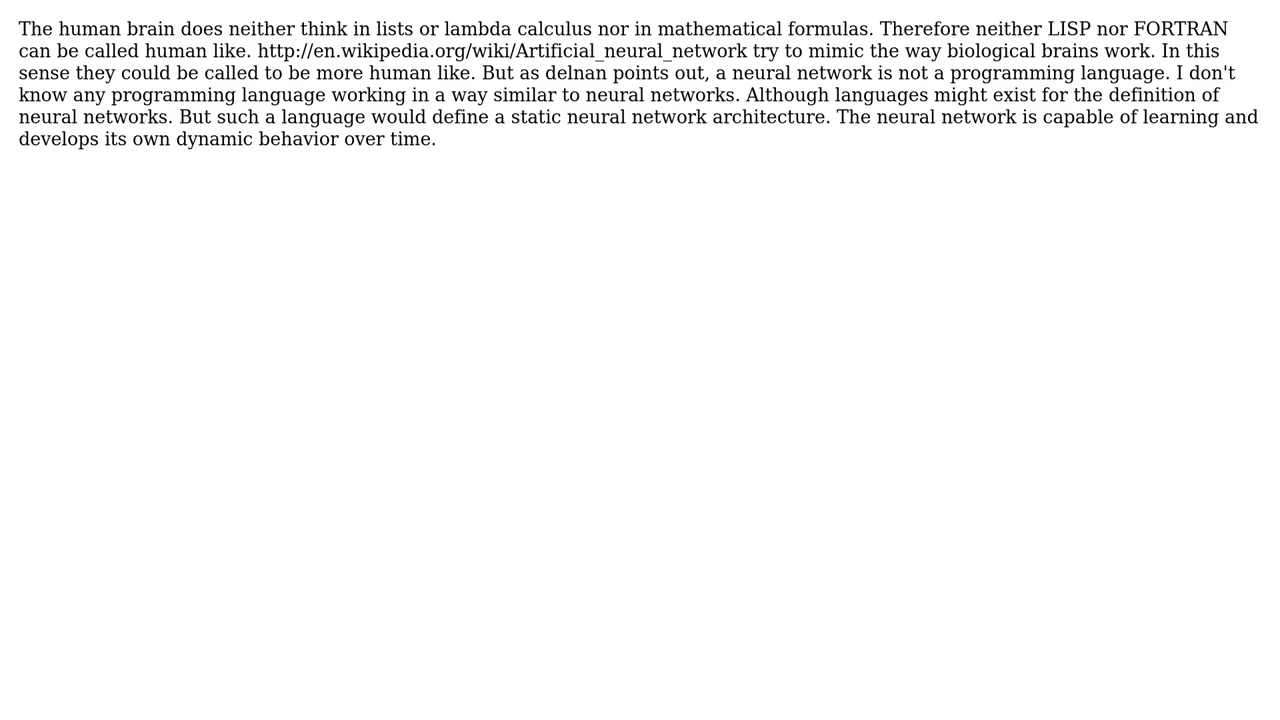 The human brain does neither think in lists or lambda calculus nor in mathematical formulas. Therefore neither LISP nor FORTRAN
can be called human like. http://en.wikipedia.org/wiki/Artificial_neural_network try to mimic the way biological brains work. In this
sense they could be called to be more human like. But as delnan points out, a neural network is not a programming language. I don't
know any programming language working in a way similar to neural networks. Although languages might exist for the definition of
neural networks. But such a language would define a static neural network architecture. The neural network is capable of learning and
develops its own dynamic behavior over time.